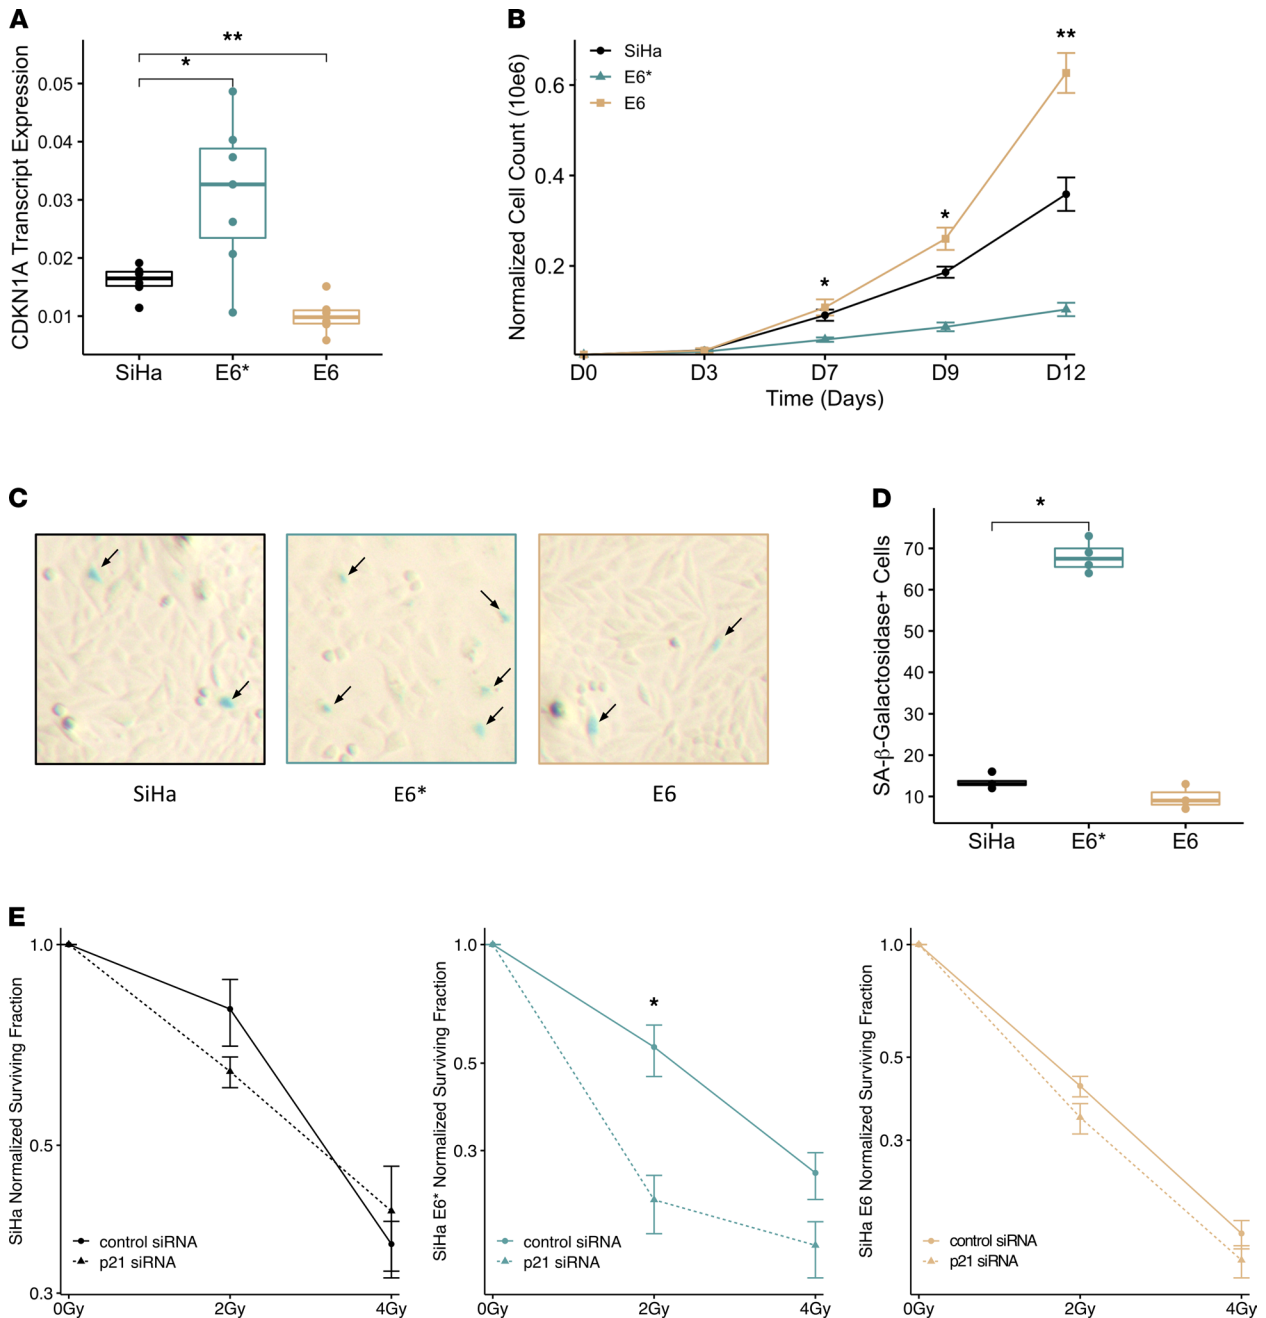 A
CDKN1A Transcript Expression
**
*
0.05
0.04
0.03
0.02
0.01
SiHa E6* E6
B
Normalized Cell Count (10e6)
SiHa
E6*
E6
**
*
*
0.6
0.4
0.2
D0 D3 D7 D9 D12
Time (Days)
C
SiHa E6* E6
D
SA-β-Galactosidase+ Cells
*
70
60
50
40
30
20
10
SiHa E6* E6
E
SiHa Normalized Surviving Fraction
1.0
0.5
0.3
control siRNA
p21 siRNA
0Gy 2Gy 4Gy
SiHa E6* Normalized Surviving Fraction
1.0
*
0.5
0.3
control siRNA
p21 siRNA
0Gy 2Gy 4Gy
SiHa E6 Normalized Surviving Fraction
1.0
0.5
0.3
control siRNA
p21 siRNA
0Gy 2Gy 4Gy